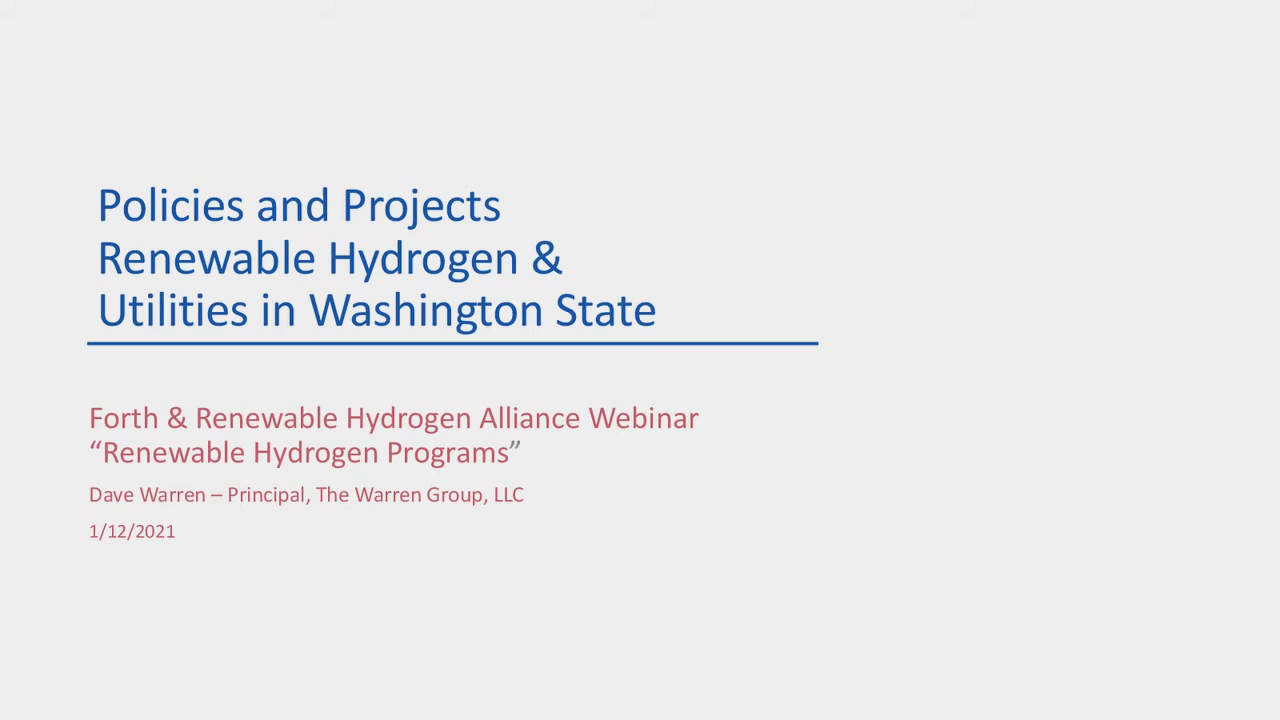 Policies and Projects
Renewable Hydrogen &
Utilities in Washington State
Forth & Renewable Hydrogen Alliance Webinar
“Renewable Hydrogen Programs”
Dave Warren – Principal, The Warren Group, LLC
1/12/2021